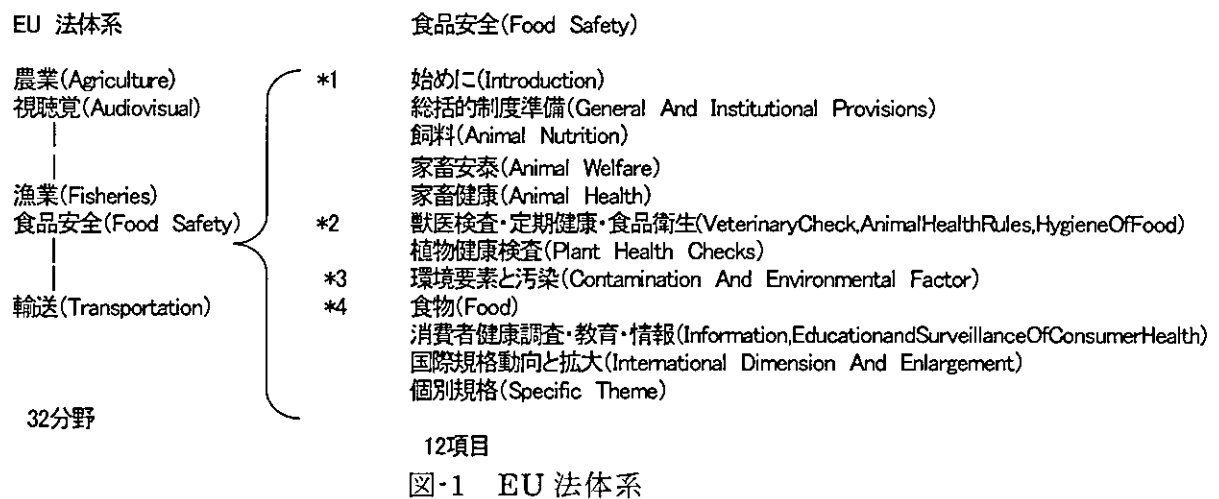 EU 法体系 食品安全(Food Safety)
農業(Agriculture) *1 始めに(Introduction)
視聴覚(Audiovisual) 総括的制度準備(General And Institutional Provisions)
飼料(Animal Nutrition)
家畜安泰(Animal Welfare)
漁業(Fisheries) 家畜健康(Animal Health)
食品安全(Food Safety) *2 獣医検査・定期健康・食品衛生(VeterinaryCheck,AnimalHealthRules,HygieneOfFood)
植物健康検査(Plant Health Checks)
*3 環境要素と汚染(Contamination And Environmental Factor)
輸送(Transportation) *4 食物(Food)
消費者健康調査・教育・情報(Information,EducationandSurveillanceOfConsumerHealth)
国際規格動向と拡大(International Dimension And Enlargement)
個別規格(Specific Theme)
32分野
12項目
図-1 EU 法体系